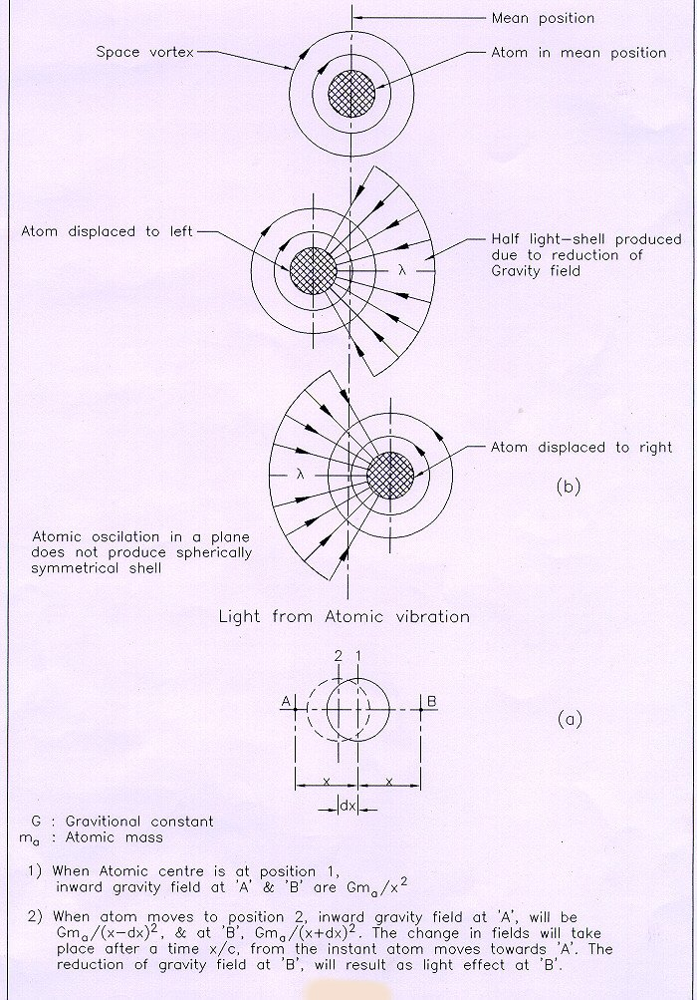 Mean position
Space vortex
Atom in mean position
Atom displaced to left
Half light-shell produced
due to reduction of
Gravity field
λ
Atom displaced to right
λ
(b)
Atomic oscilation in a plane
does not produce spherically
symmetrical shell
Light from Atomic vibration
2 1
A B
(a)
x x
dx
G : Gravitional constant
mₐ : Atomic mass
1) When Atomic centre is at position 1,
inward gravity field at 'A' & 'B' are Gmₐ/x²
2) When atom moves to position 2, inward gravity field at 'A', will be
Gmₐ/(x-dx)², & at 'B', Gmₐ/(x+dx)². The change in fields will take
place after a time x/c, from the instant atom moves towards 'A'. The
reduction of gravity field at 'B', will result as light effect at 'B'.